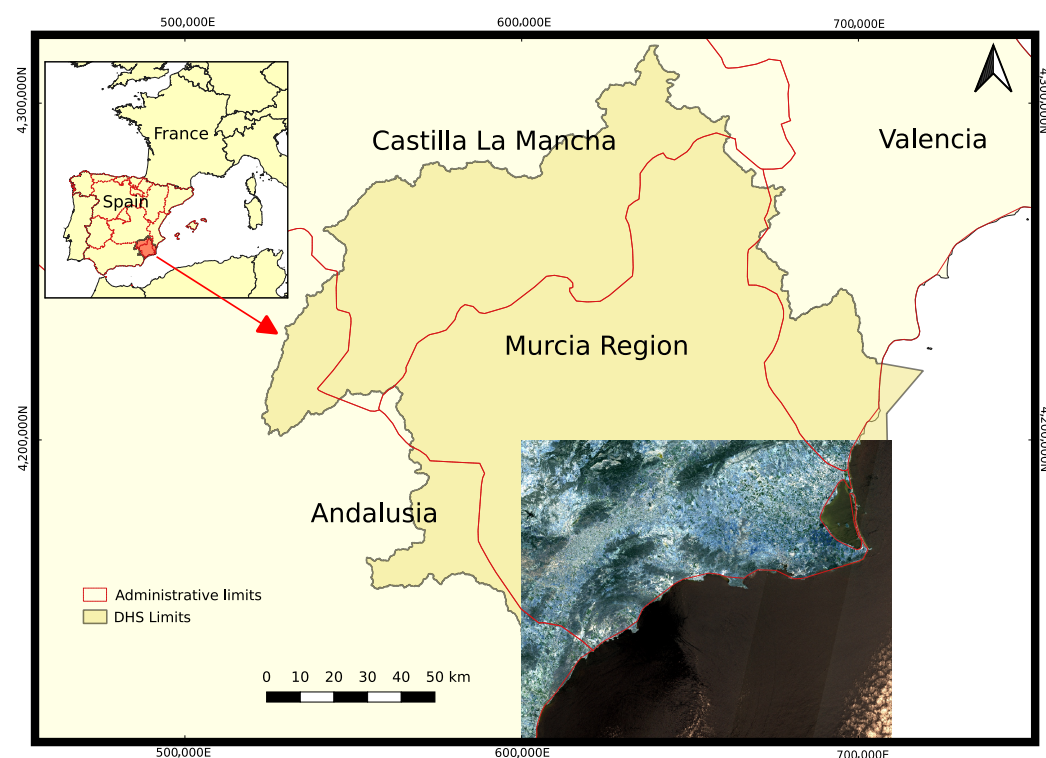 500,000E
600,000E
700,000E
4,300,000N
4,300,000N
France
Spain
Castilla La Mancha
Valencia
Murcia Region
4,200,000N
4,200,000N
Andalusia
Administrative limits
DHS Limits
0 10 20 30 40 50 km
500,000E
600,000E
700,000E